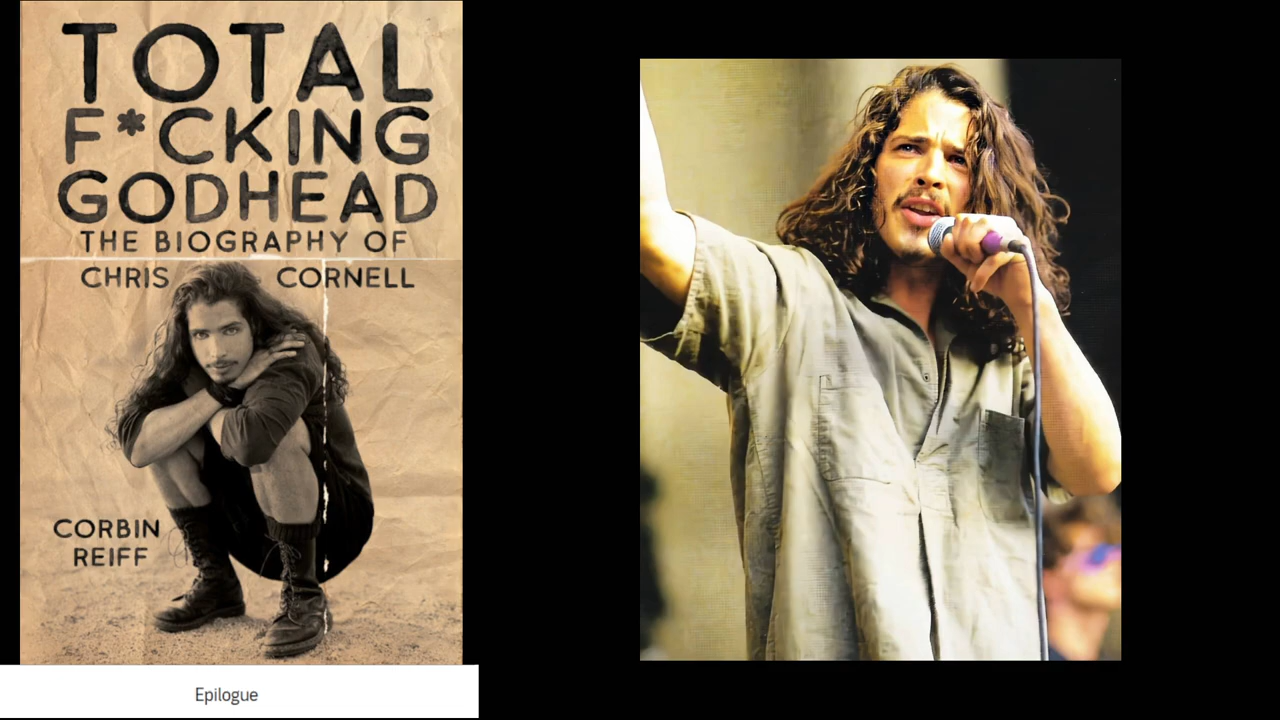 TOTAL
F*CKING
GODHEAD
THE BIOGRAPHY OF
CHRIS CORNELL
CORBIN
REIFF
Epilogue